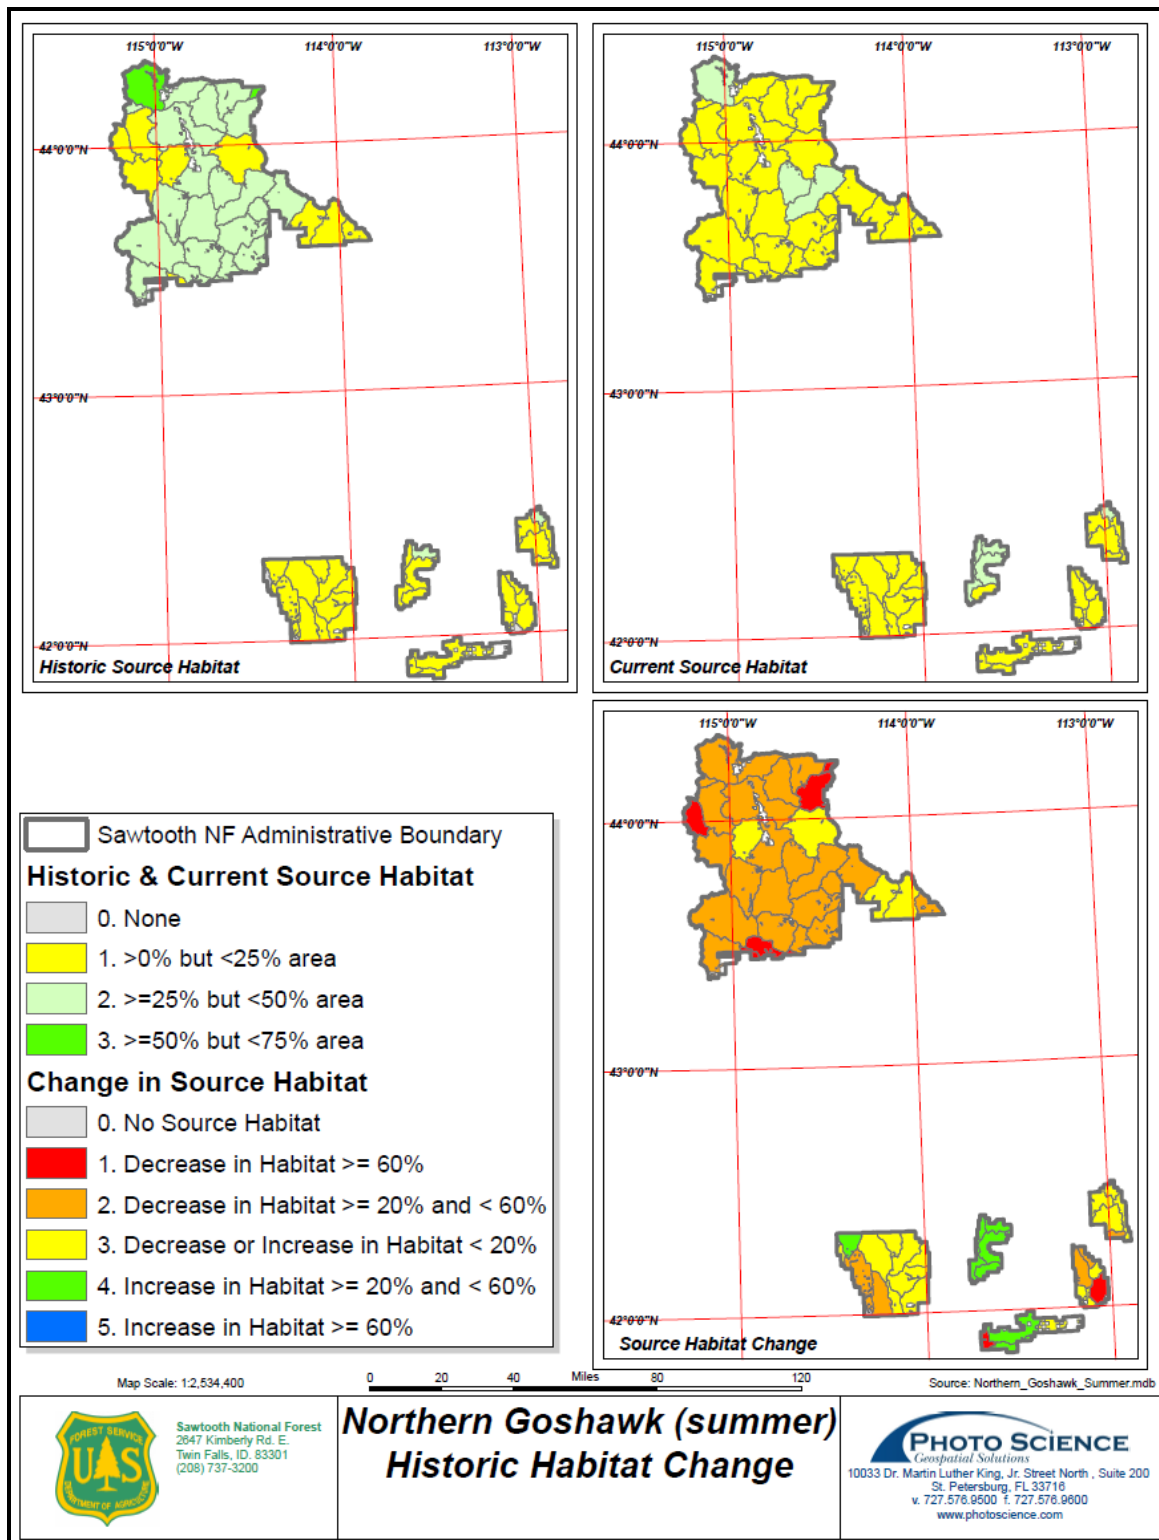 115°0'0"W 114°0'0"W 113°0'0"W
44°0'0"N
43°0'0"N
42°0'0"N
Historic Source Habitat
115°0'0"W 114°0'0"W 113°0'0"W
44°0'0"N
43°0'0"N
42°0'0"N
Current Source Habitat
115°0'0"W 114°0'0"W 113°0'0"W
44°0'0"N
43°0'0"N
42°0'0"N
Source Habitat Change
Sawtooth NF Administrative Boundary
Historic & Current Source Habitat
0. None
1. >0% but <25% area
2. >=25% but <50% area
3. >=50% but <75% area
Change in Source Habitat
0. No Source Habitat
1. Decrease in Habitat >= 60%
2. Decrease in Habitat >= 20% and < 60%
3. Decrease or Increase in Habitat < 20%
4. Increase in Habitat >= 20% and < 60%
5. Increase in Habitat >= 60%
Map Scale: 1:2,534,400
0 20 40 Miles 80 120
Source: Northern_Goshawk_Summer.mdb
FOREST SERVICE
US
DEPARTMENT OF AGRICULTURE
Sawtooth National Forest
2647 Kimberly Rd. E.
Twin Falls, ID. 83301
(208) 737-3200
Northern Goshawk (summer)
Historic Habitat Change
PHOTO SCIENCE
Geospatial Solutions
10033 Dr. Martin Luther King, Jr. Street North , Suite 200
St. Petersburg, FL 33716
v. 727.576.9500 f. 727.576.9600
www.photoscience.com